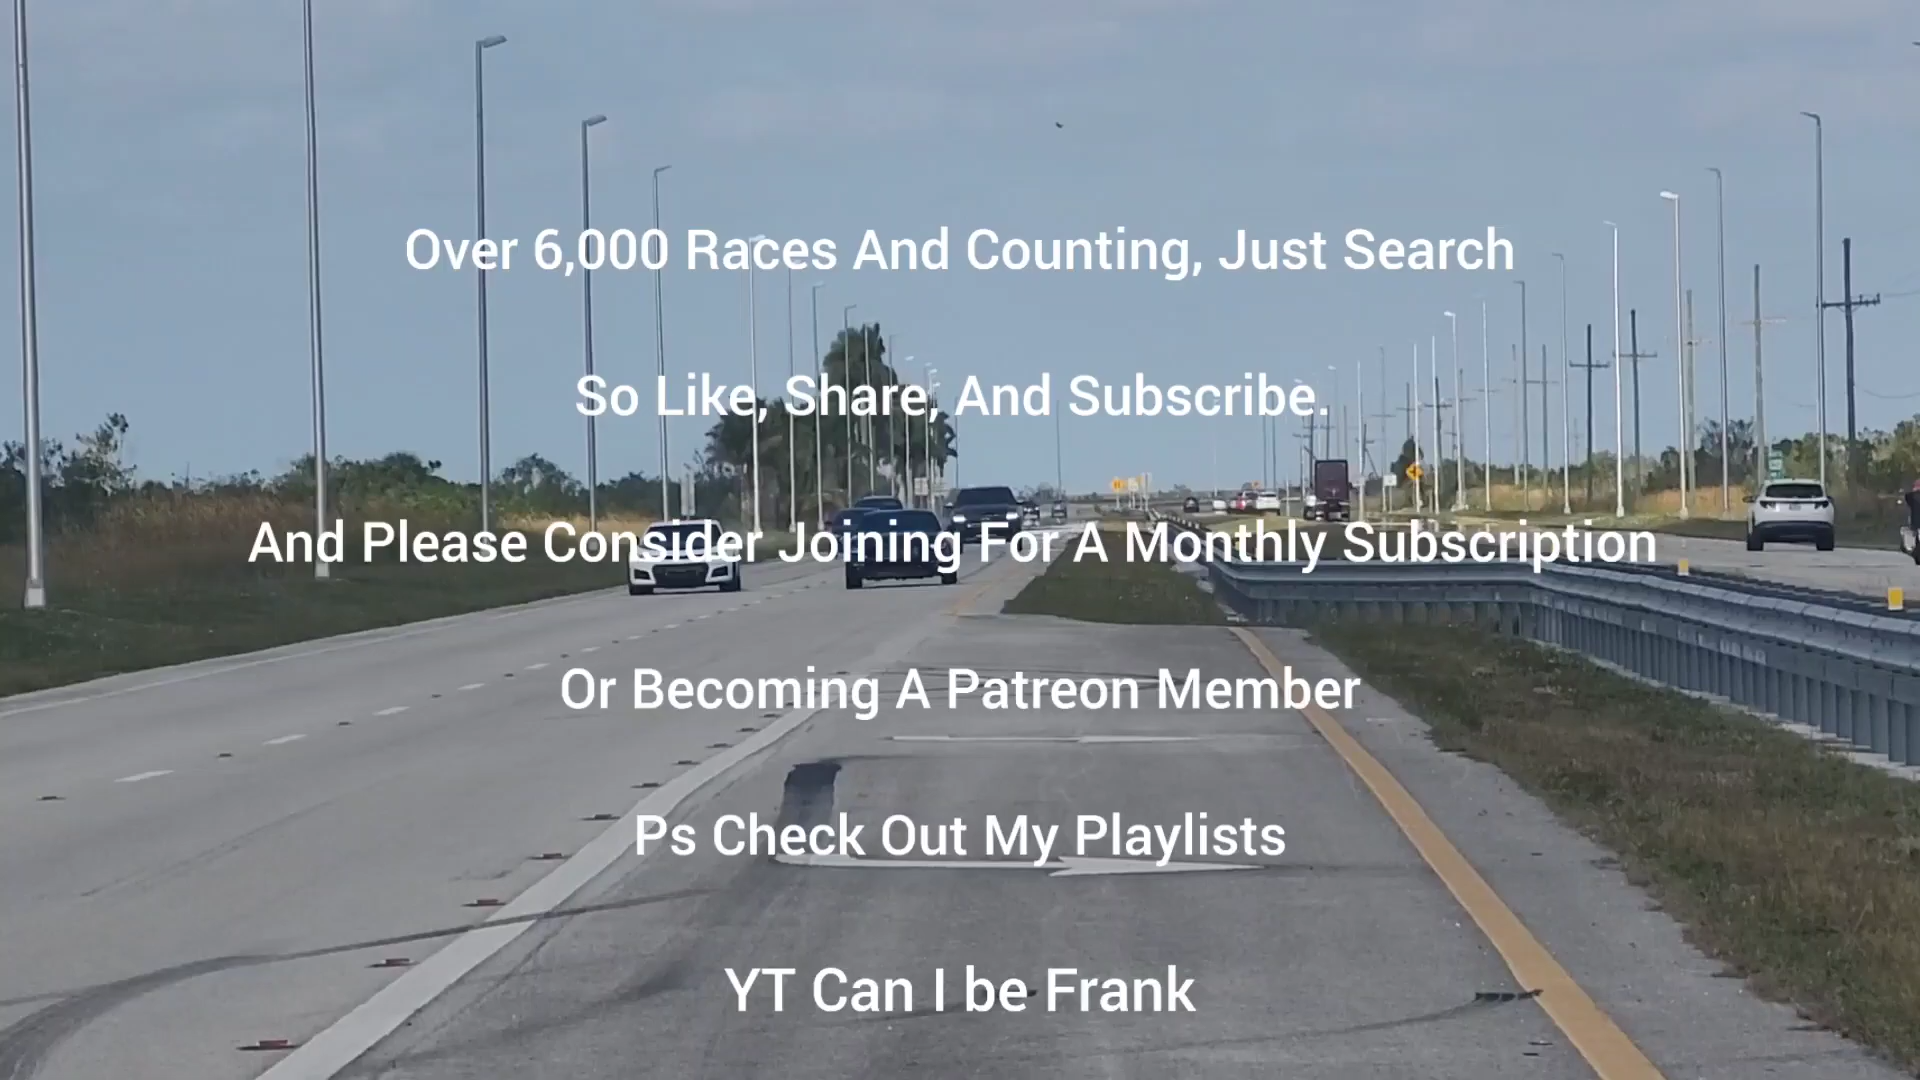 Over 6,000 Races And Counting, Just Search
So Like, Share, And Subscribe.
And Please Consider Joining For A Monthly Subscription
Or Becoming A Patreon Member
Ps Check Out My Playlists
YT Can I be Frank